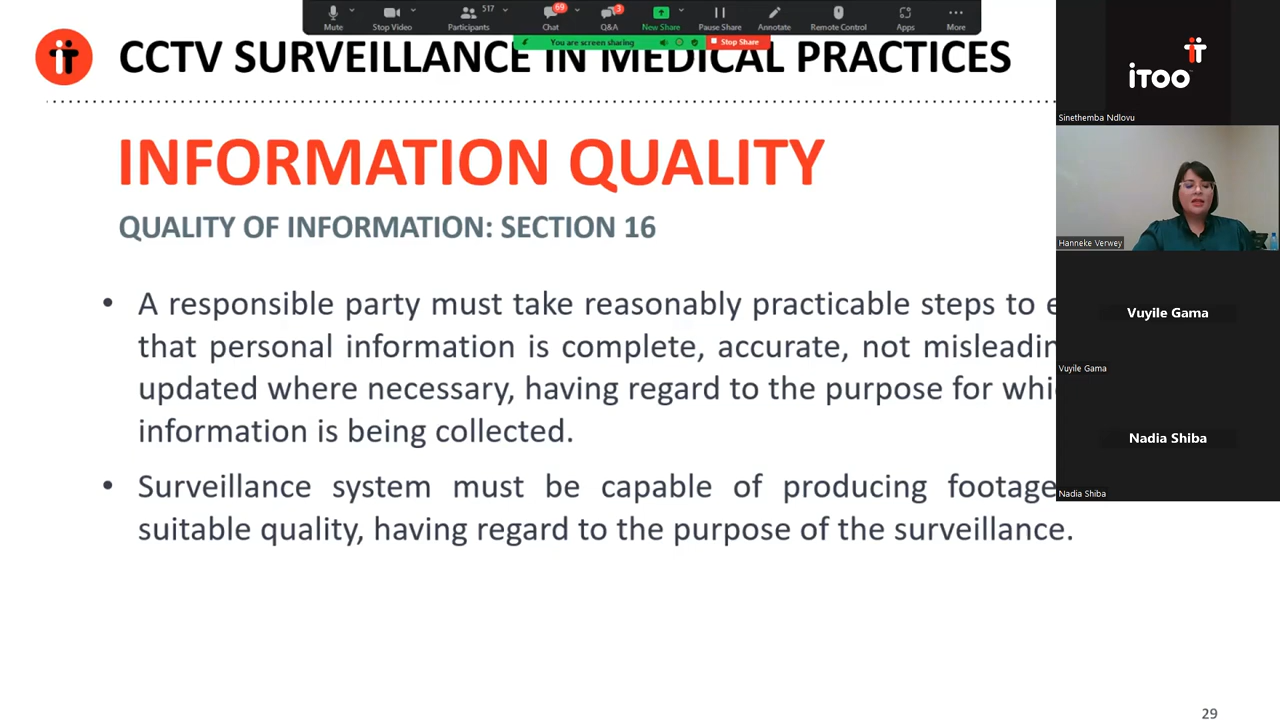 Mute
Stop Video
517
Participants
69
Chat
3
Q&A
New Share
Pause Share
Annotate
Remote Control
Apps
More
You are screen sharing
Stop Share
CCTV SURVEILLANCE IN MEDICAL PRACTICES
INFORMATION QUALITY
QUALITY OF INFORMATION: SECTION 16
• A responsible party must take reasonably practicable steps to
that personal information is complete, accurate, not
updated where necessary, having regard to the purpose for
information is being collected.
• Surveillance system must be capable of producing footage
suitable quality, having regard to the purpose of the surveillance.
29
iTOO
Sinethemba Ndlovu
Hanneke Verwey
Vuyile Gama
Vuyile Gama
Nadia Shiba
Nadia Shiba